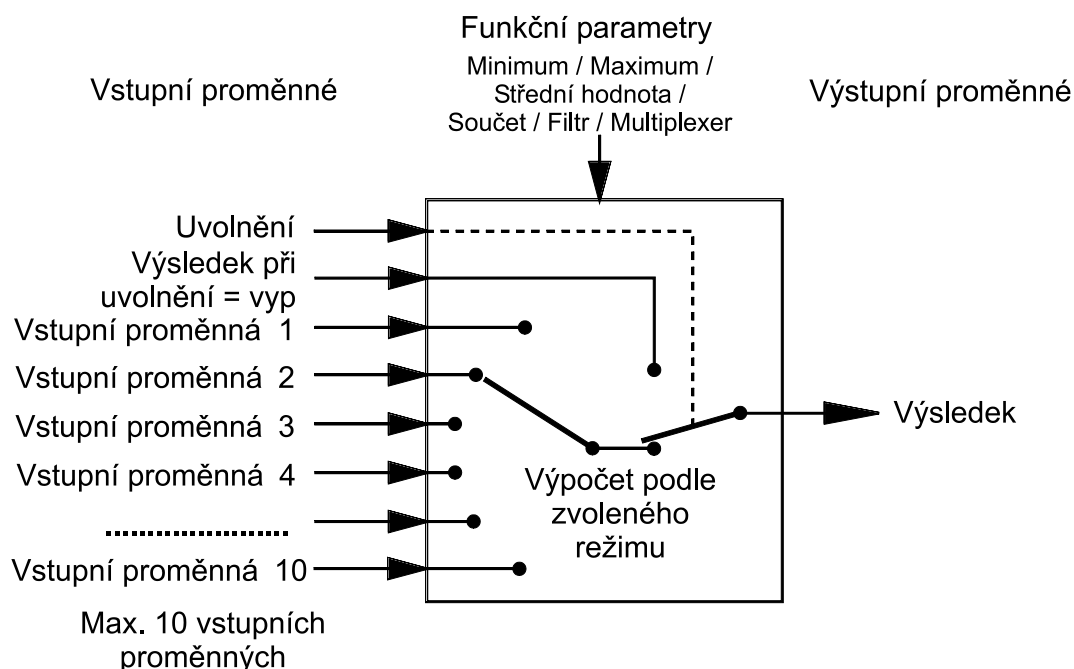 Funkční parametry
Minimum / Maximum /
Střední hodnota /
Součet / Filtr / Multiplexer
Vstupní proměnné
Výstupní proměnné
Uvolnění
Výsledek při
uvolnění = vyp
Vstupní proměnná 1
Vstupní proměnná 2
Vstupní proměnná 3
Vstupní proměnná 4
Vstupní proměnná 10
Max. 10 vstupních
proměnných
Výpočet podle
zvoleného
režimu
Výsledek